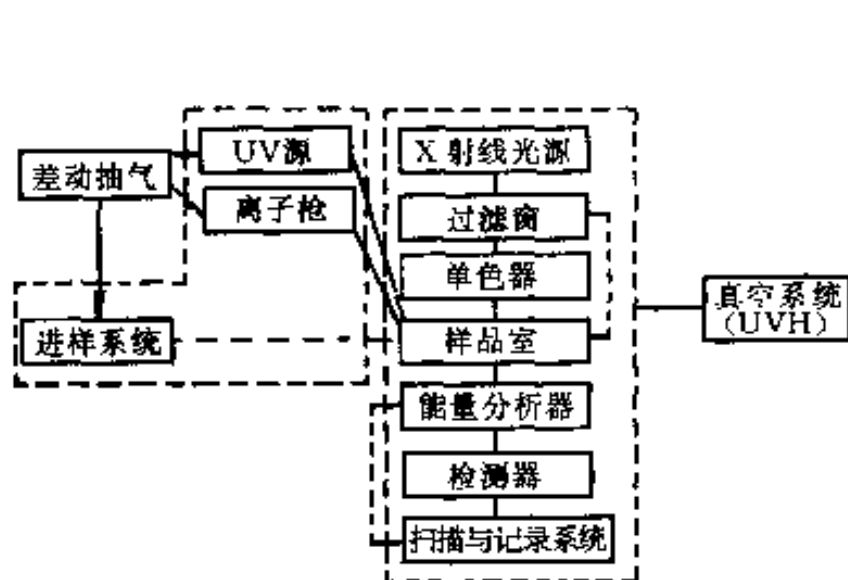 UV源
X 射线光源
差动抽气
离子枪
过滤窗
单色器
真空系统
(UVH)
进样系统
样品室
能量分析器
检测器
扫描与记录系统